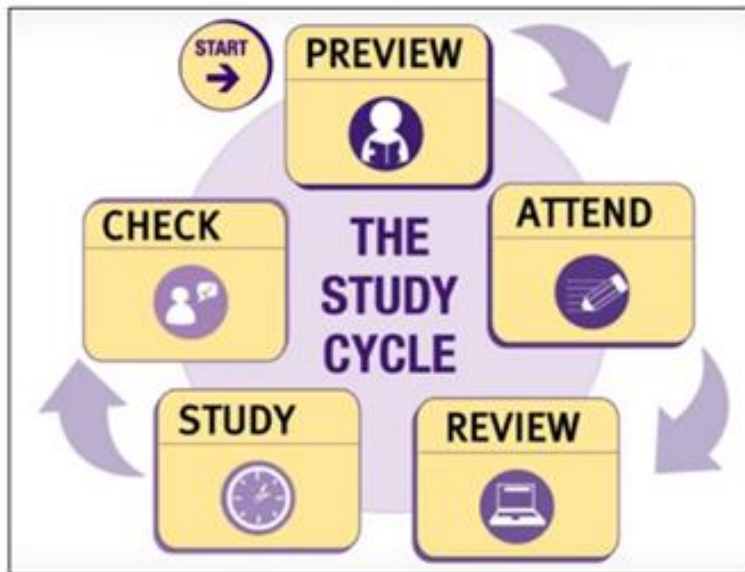 START
PREVIEW
ATTEND
REVIEW
STUDY
CHECK
THE
STUDY
CYCLE